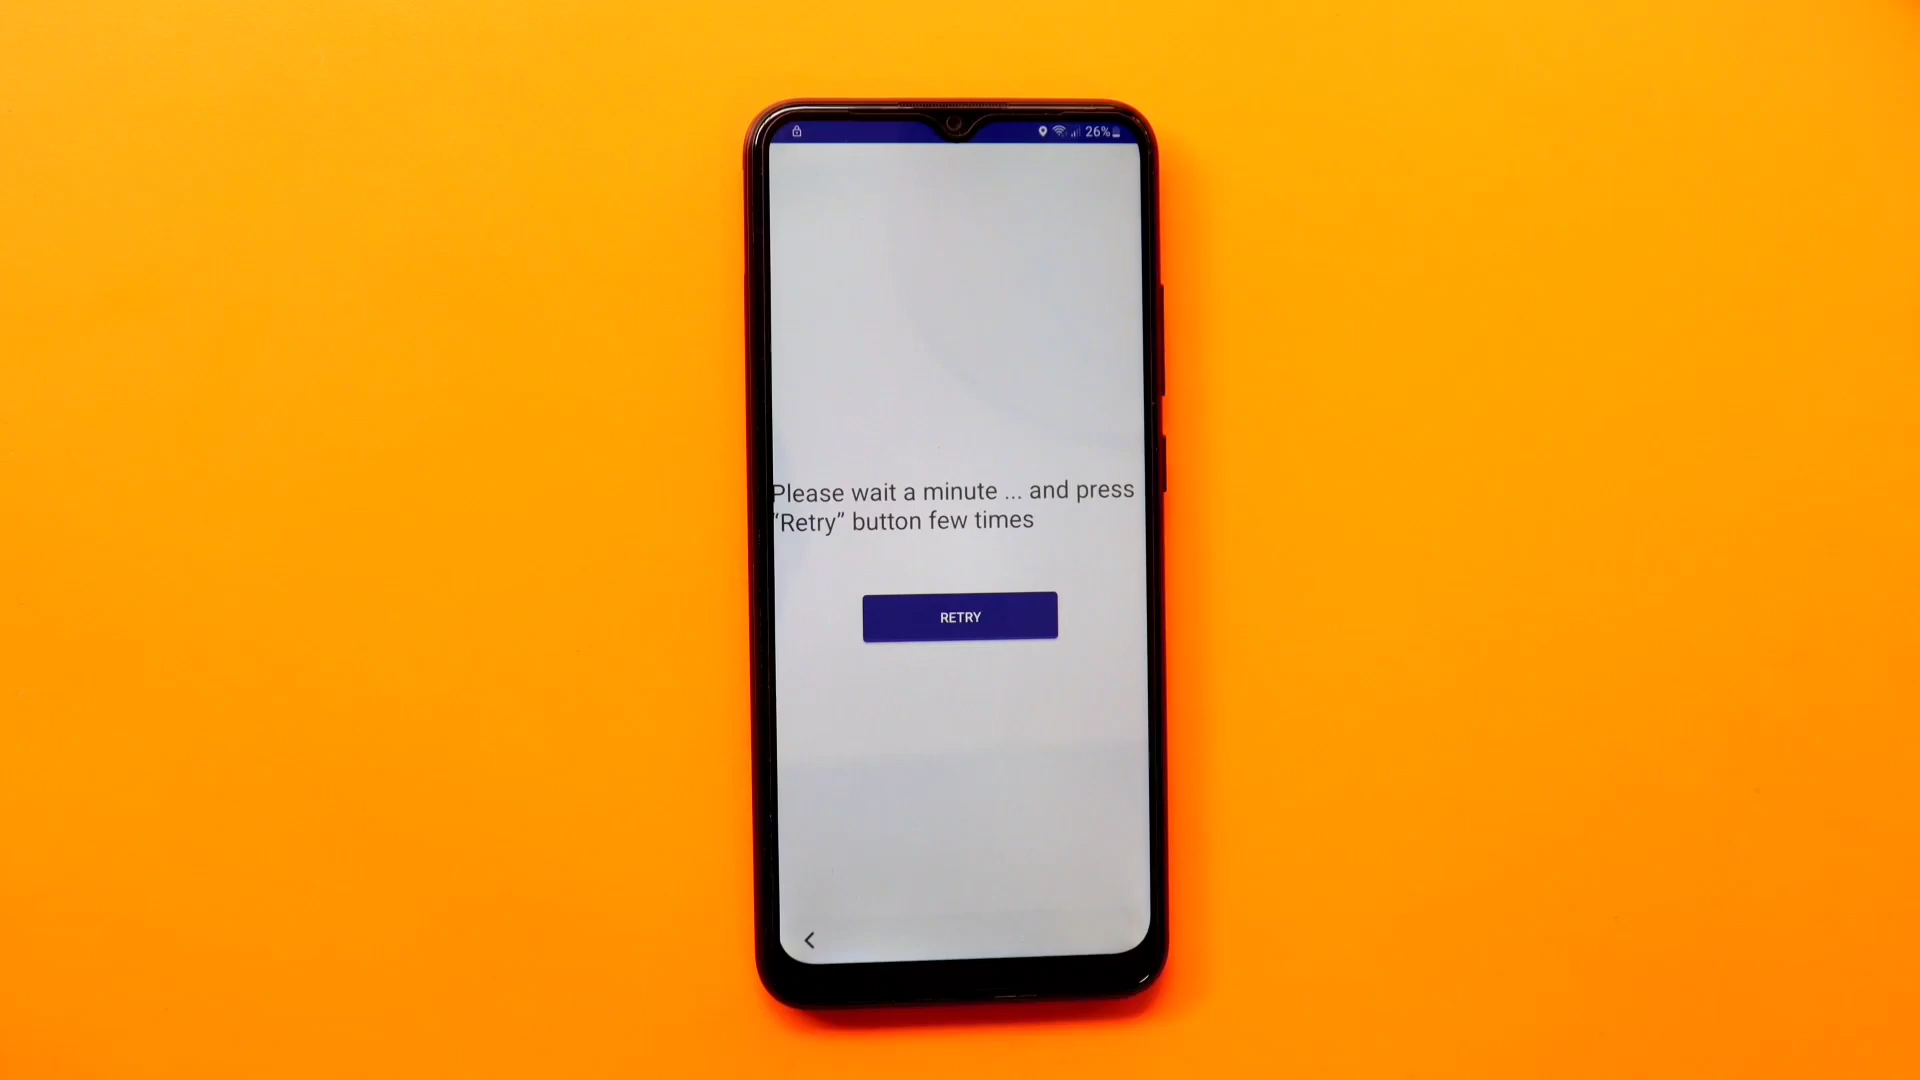 26%
Please wait a minute ... and press
“Retry” button few times
RETRY